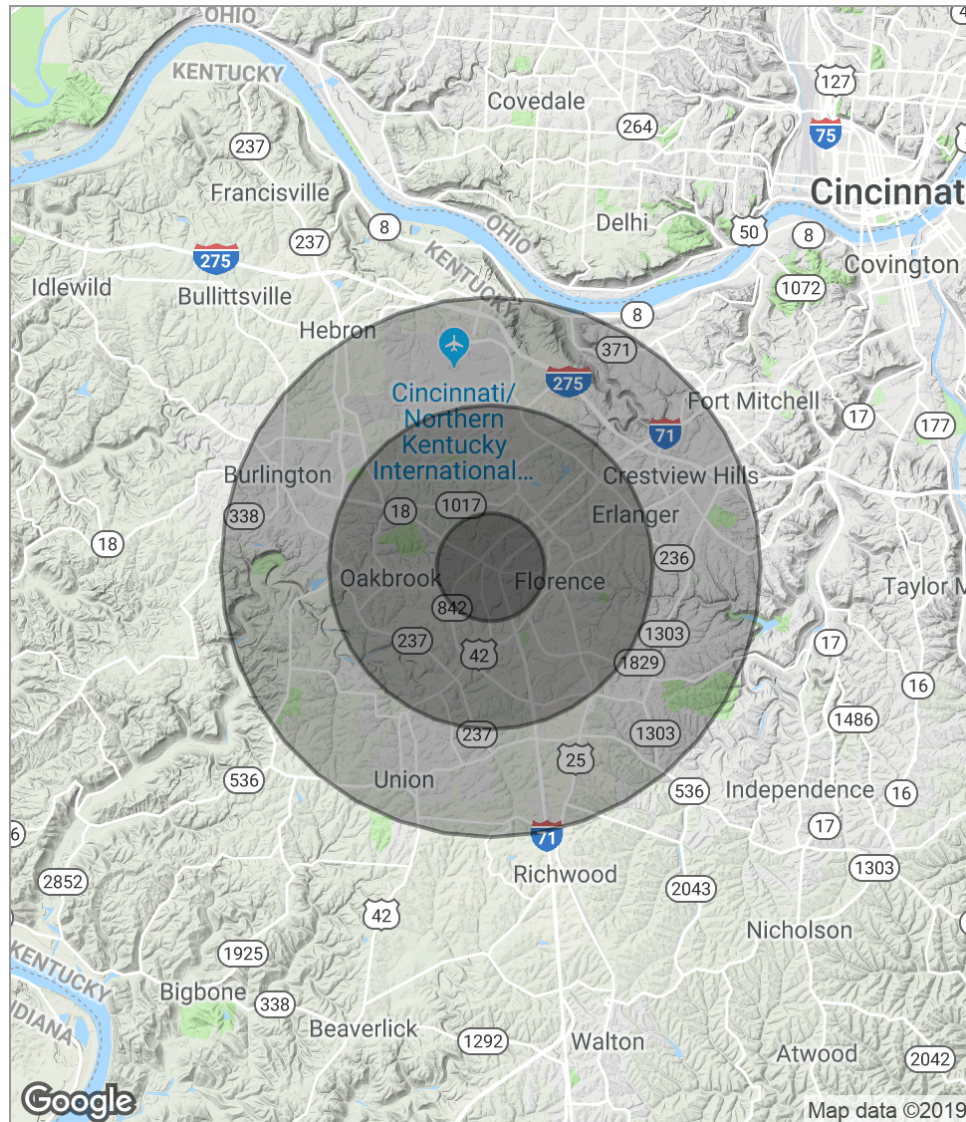 OHIO
KENTUCKY
127
Covedale
264
75
237
Francisville
Cincinnat
8
Delhi
50
8
237
OHIO
KENTUCKY
275
Covington
Idlewild
Bullittsville
1072
8
Hebron
371
275
Cincinnati/
Northern
Kentucky
International...
Fort Mitchell
17
177
71
Burlington
Crestview Hills
338
18
1017
Erlanger
18
236
Oakbrook
Florence
Taylor M
842
237
1303
17
42
1829
16
237
1303
1486
25
536
Union
536
Independence
16
17
71
Richwood
1303
2852
2043
42
Nicholson
1925
KENTUCKY
Bigbone
338
INDIANA
Beaverlick
1292
Walton
Atwood
2042
Google
Map data ©2019